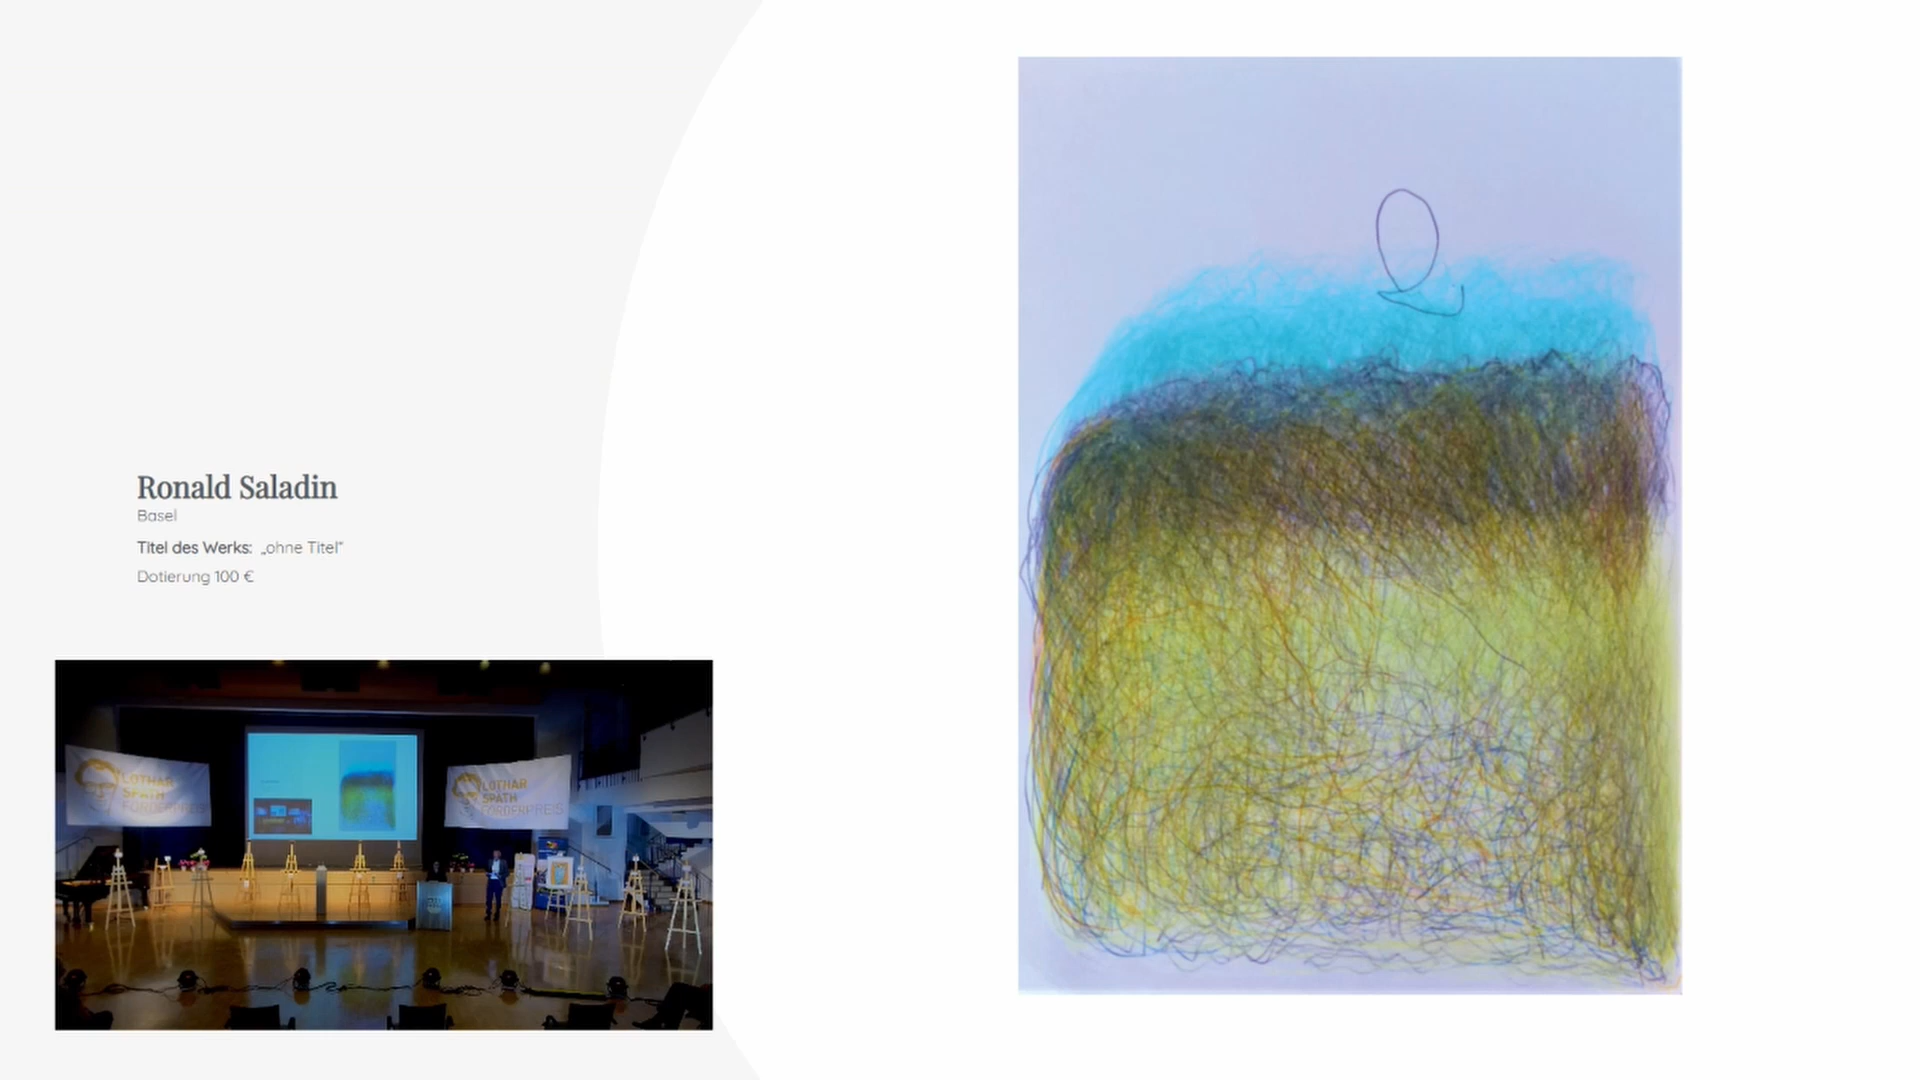 Ronald Saladin
Basel
Titel des Werks: „ohne Titel“
Dotierung 100 €
LOTHAR
SPÄTH
FÖRDERPREIS
LOTHAR
SPÄTH
FÖRDERPREIS